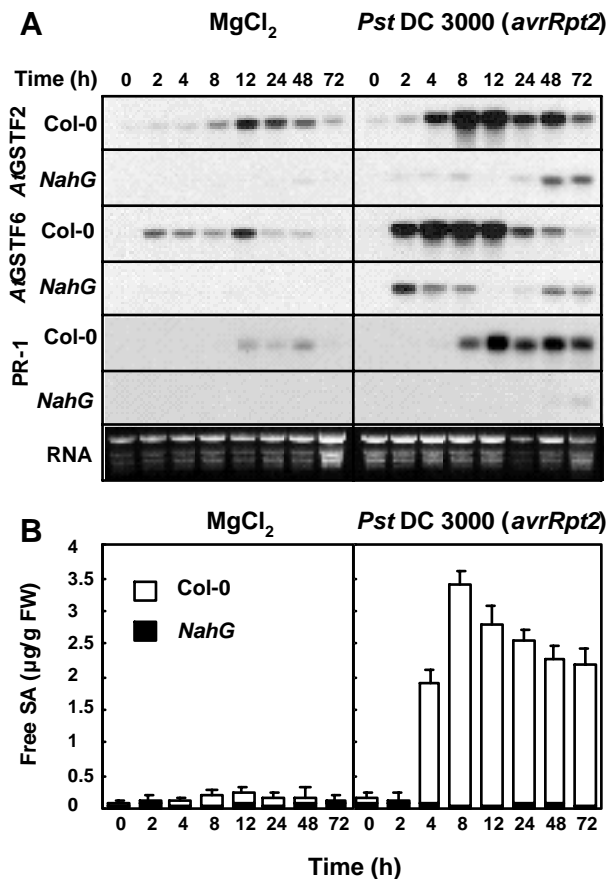 A
MgCl2 Pst DC 3000 (avrRpt2)
Time (h) 0 2 4 8 12 24 48 72 0 2 4 8 12 24 48 72
AtGSTF2
Col-0
NahG
AtGSTF6
Col-0
NahG
PR-1
Col-0
NahG
RNA
B
MgCl2 Pst DC 3000 (avrRpt2)
Free SA (µg/g FW)
4
3.5
3
2.5
2
1.5
1
0.5
0
Col-0
NahG
0 2 4 8 12 24 48 72 0 2 4 8 12 24 48 72
Time (h)